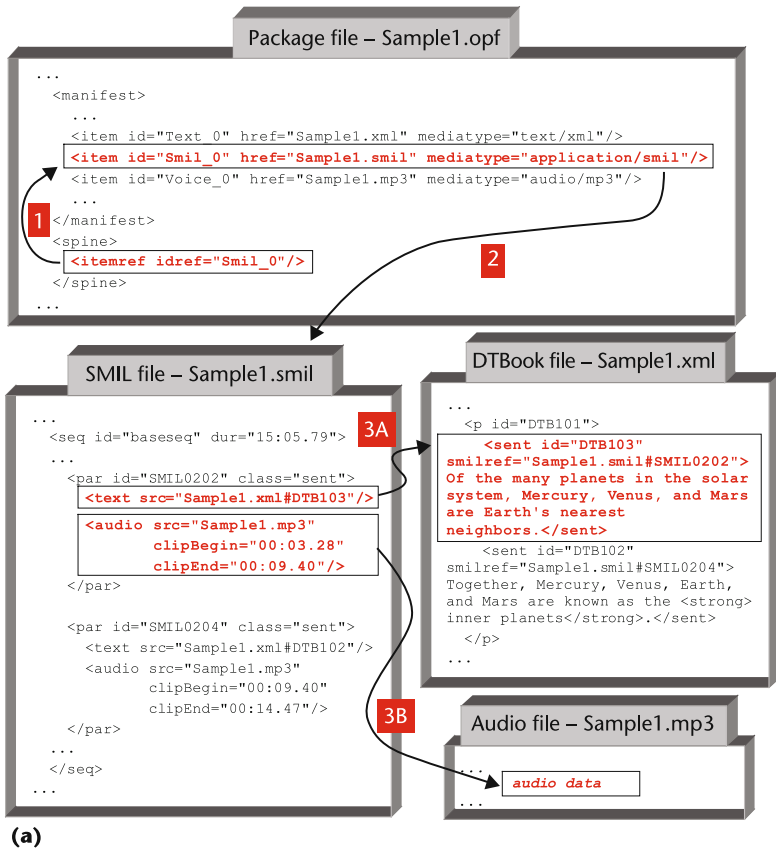 Package file – Sample1.opf
...
<manifest>
...
<item id="Text_0" href="Sample1.xml" mediatype="text/xml"/>
<item id="Smil_0" href="Sample1.smil" mediatype="application/smil"/>
<item id="Voice_0" href="Sample1.mp3" mediatype="audio/mp3"/>
...
</manifest>
<spine>
<itemref idref="Smil_0"/>
</spine>
...
1
2
SMIL file – Sample1.smil
...
<seq id="baseseq" dur="15:05.79">
...
<par id="SMIL0202" class="sent">
<text src="Sample1.xml#DTB103"/>
<audio src="Sample1.mp3"
clipBegin="00:03.28"
clipEnd="00:09.40"/>
</par>
<par id="SMIL0204" class="sent">
<text src="Sample1.xml#DTB102"/>
<audio src="Sample1.mp3"
clipBegin="00:09.40"
clipEnd="00:14.47"/>
</par>
...
</seq>
...
3A
3B
DTBook file – Sample1.xml
...
<p id="DTB101">
<sent id="DTB103"
smilref="Sample1.smil#SMIL0202">
Of the many planets in the solar
system, Mercury, Venus, and Mars
are Earth's nearest
neighbors.</sent>
<sent id="DTB102"
smilref="Sample1.smil#SMIL0204">
Together, Mercury, Venus, Earth,
and Mars are known as the <strong>
inner planets</strong>.</sent>
</p>
...
Audio file – Sample1.mp3
...
audio data
...
(a)